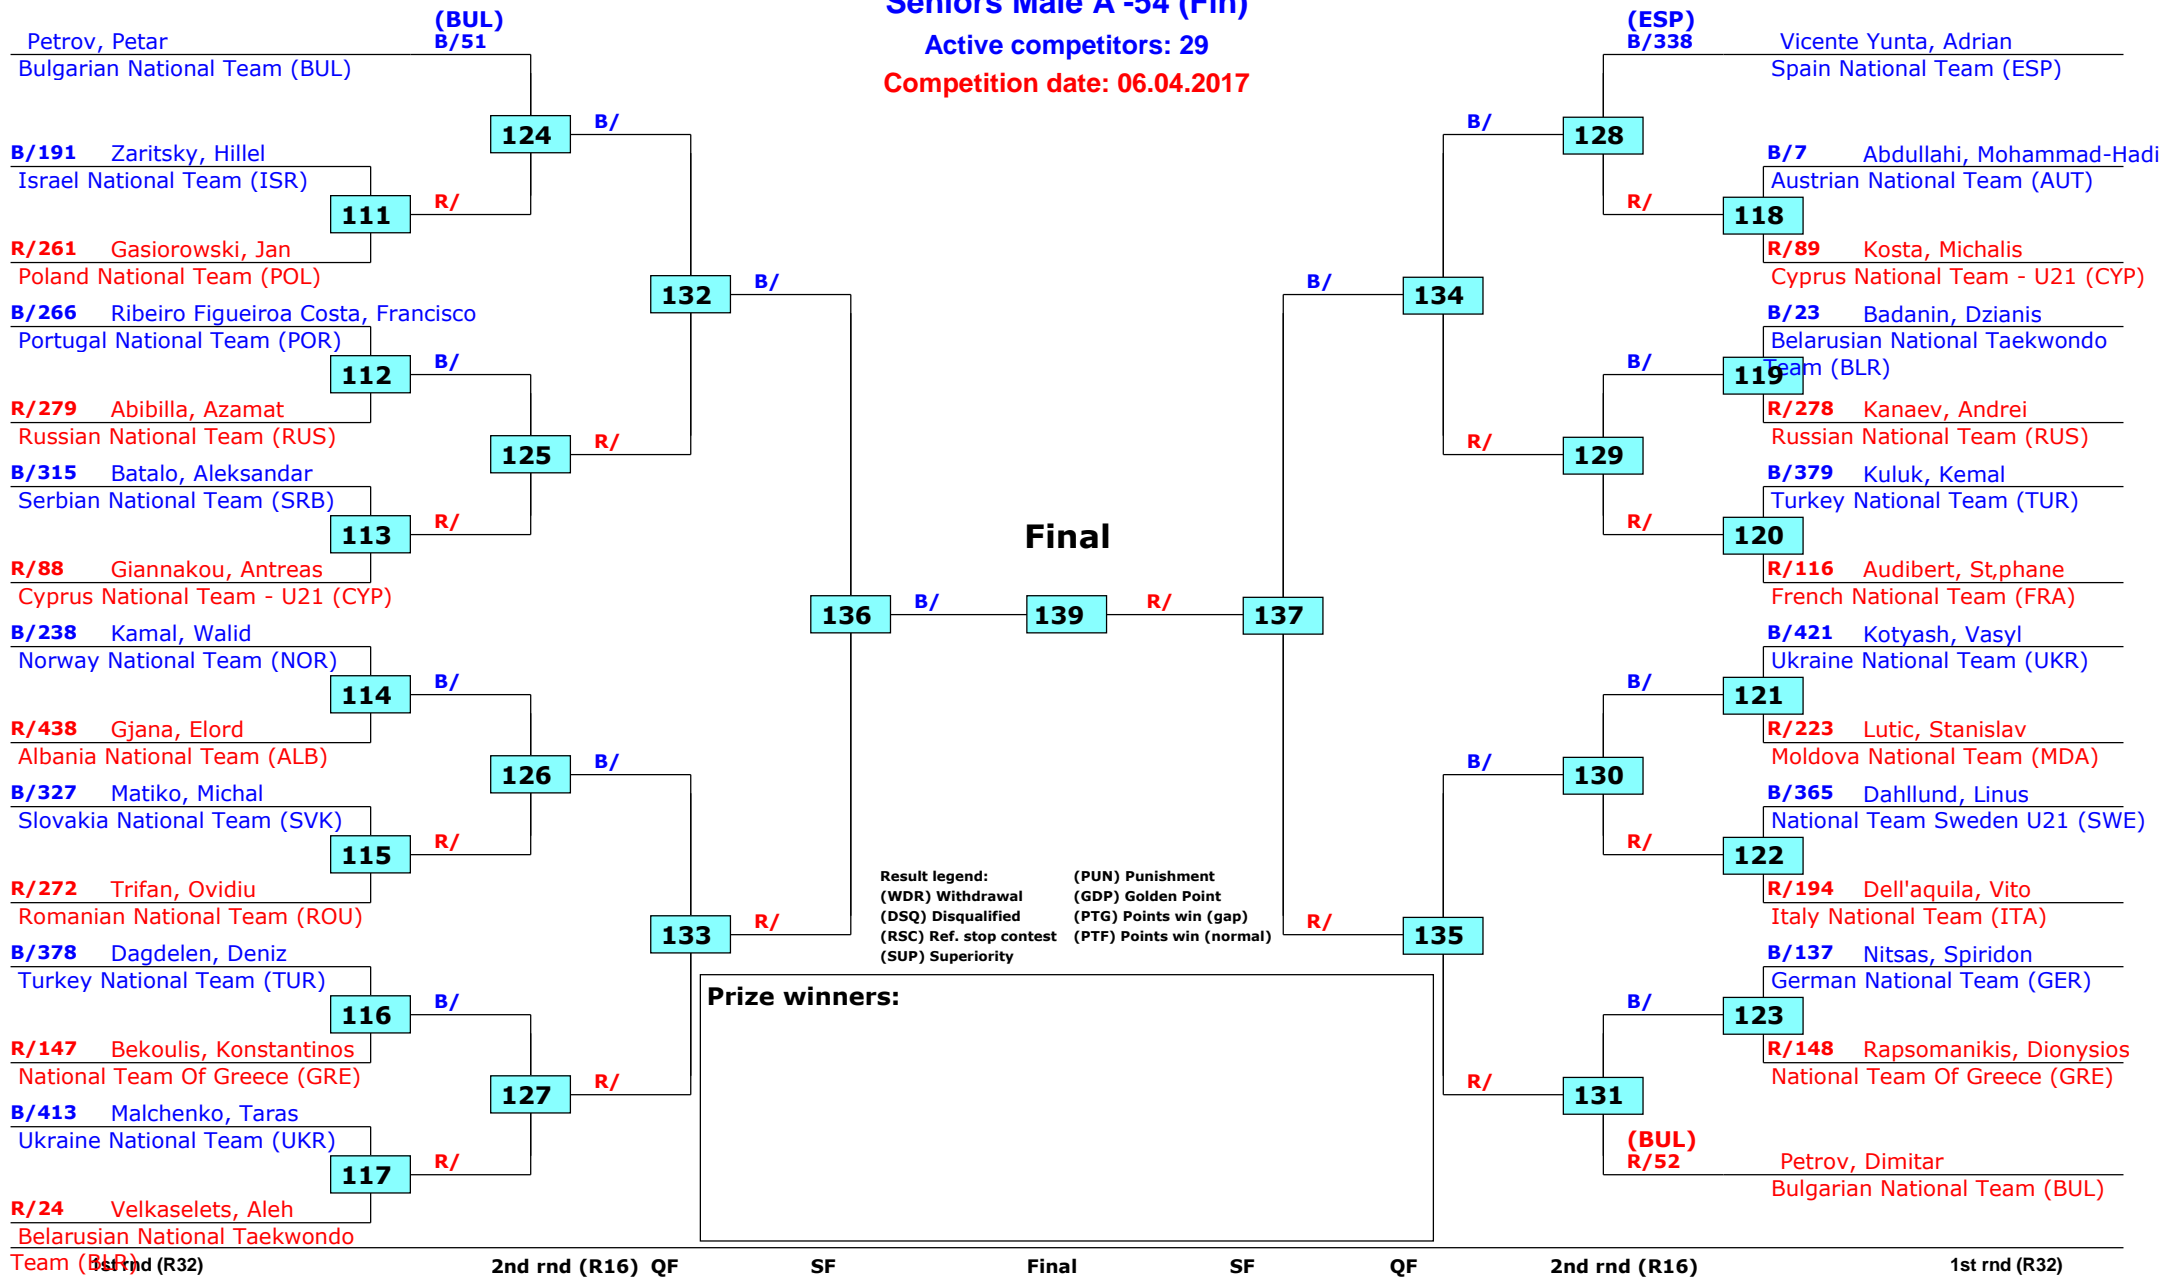 Seniors Male A -54 (Fin)
Active competitors: 29
Competition date: 06.04.2017
(BUL)
Petrov, Petar B/51
Bulgarian National Team (BUL)
124
B/
B/191 Zaritsky, Hillel
Israel National Team (ISR)
111
R/
R/261 Gasiorowski, Jan
Poland National Team (POL)
132
B/
B/266 Ribeiro Figueiroa Costa, Francisco
Portugal National Team (POR)
112
B/
R/279 Abibilla, Azamat
Russian National Team (RUS)
125
R/
B/315 Batalo, Aleksandar
Serbian National Team (SRB)
113
R/
R/88 Giannakou, Antreas
Cyprus National Team - U21 (CYP)
136
B/
B/238 Kamal, Walid
Norway National Team (NOR)
114
B/
R/438 Gjana, Elord
Albania National Team (ALB)
126
B/
B/327 Matiko, Michal
Slovakia National Team (SVK)
115
R/
R/272 Trifan, Ovidiu
Romanian National Team (ROU)
133
R/
B/378 Dagdelen, Deniz
Turkey National Team (TUR)
116
B/
R/147 Bekoulis, Konstantinos
National Team Of Greece (GRE)
127
R/
B/413 Malchenko, Taras
Ukraine National Team (UKR)
117
R/
R/24 Velkaselets, Aleh
Belarusian National Taekwondo
Team (BLR)
Final
139
R/
137
Result legend:
(WDR) Withdrawal
(DSQ) Disqualified
(RSC) Ref. stop contest
(SUP) Superiority
(PUN) Punishment
(GDP) Golden Point
(PTG) Points win (gap)
(PTF) Points win (normal)
Prize winners:
(ESP)
B/338 Vicente Yunta, Adrian
Spain National Team (ESP)
B/
128
B/7 Abdullahi, Mohammad-Hadi
Austrian National Team (AUT)
R/
118
R/89 Kosta, Michalis
Cyprus National Team - U21 (CYP)
B/
134
B/23 Badanin, Dzianis
Belarusian National Taekwondo
Team (BLR)
B/
119
R/278 Kanaev, Andrei
Russian National Team (RUS)
R/
129
B/379 Kuluk, Kemal
Turkey National Team (TUR)
R/
120
R/116 Audibert, St‚phane
French National Team (FRA)
B/421 Kotyash, Vasyl
Ukraine National Team (UKR)
B/
121
R/223 Lutic, Stanislav
Moldova National Team (MDA)
B/
130
B/365 Dahllund, Linus
National Team Sweden U21 (SWE)
R/
122
R/194 Dell'aquila, Vito
Italy National Team (ITA)
R/
135
B/137 Nitsas, Spiridon
German National Team (GER)
B/
123
R/148 Rapsomanikis, Dionysios
National Team Of Greece (GRE)
R/
131
(BUL)
R/52 Petrov, Dimitar
Bulgarian National Team (BUL)
1st rnd (R32) 2nd rnd (R16) QF SF Final SF QF 2nd rnd (R16) 1st rnd (R32)